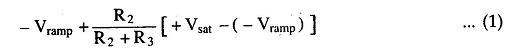 − V_ramp + R_2 / (R_2 + R_3) [ + V_sat − (− V_ramp) ] ... (1)